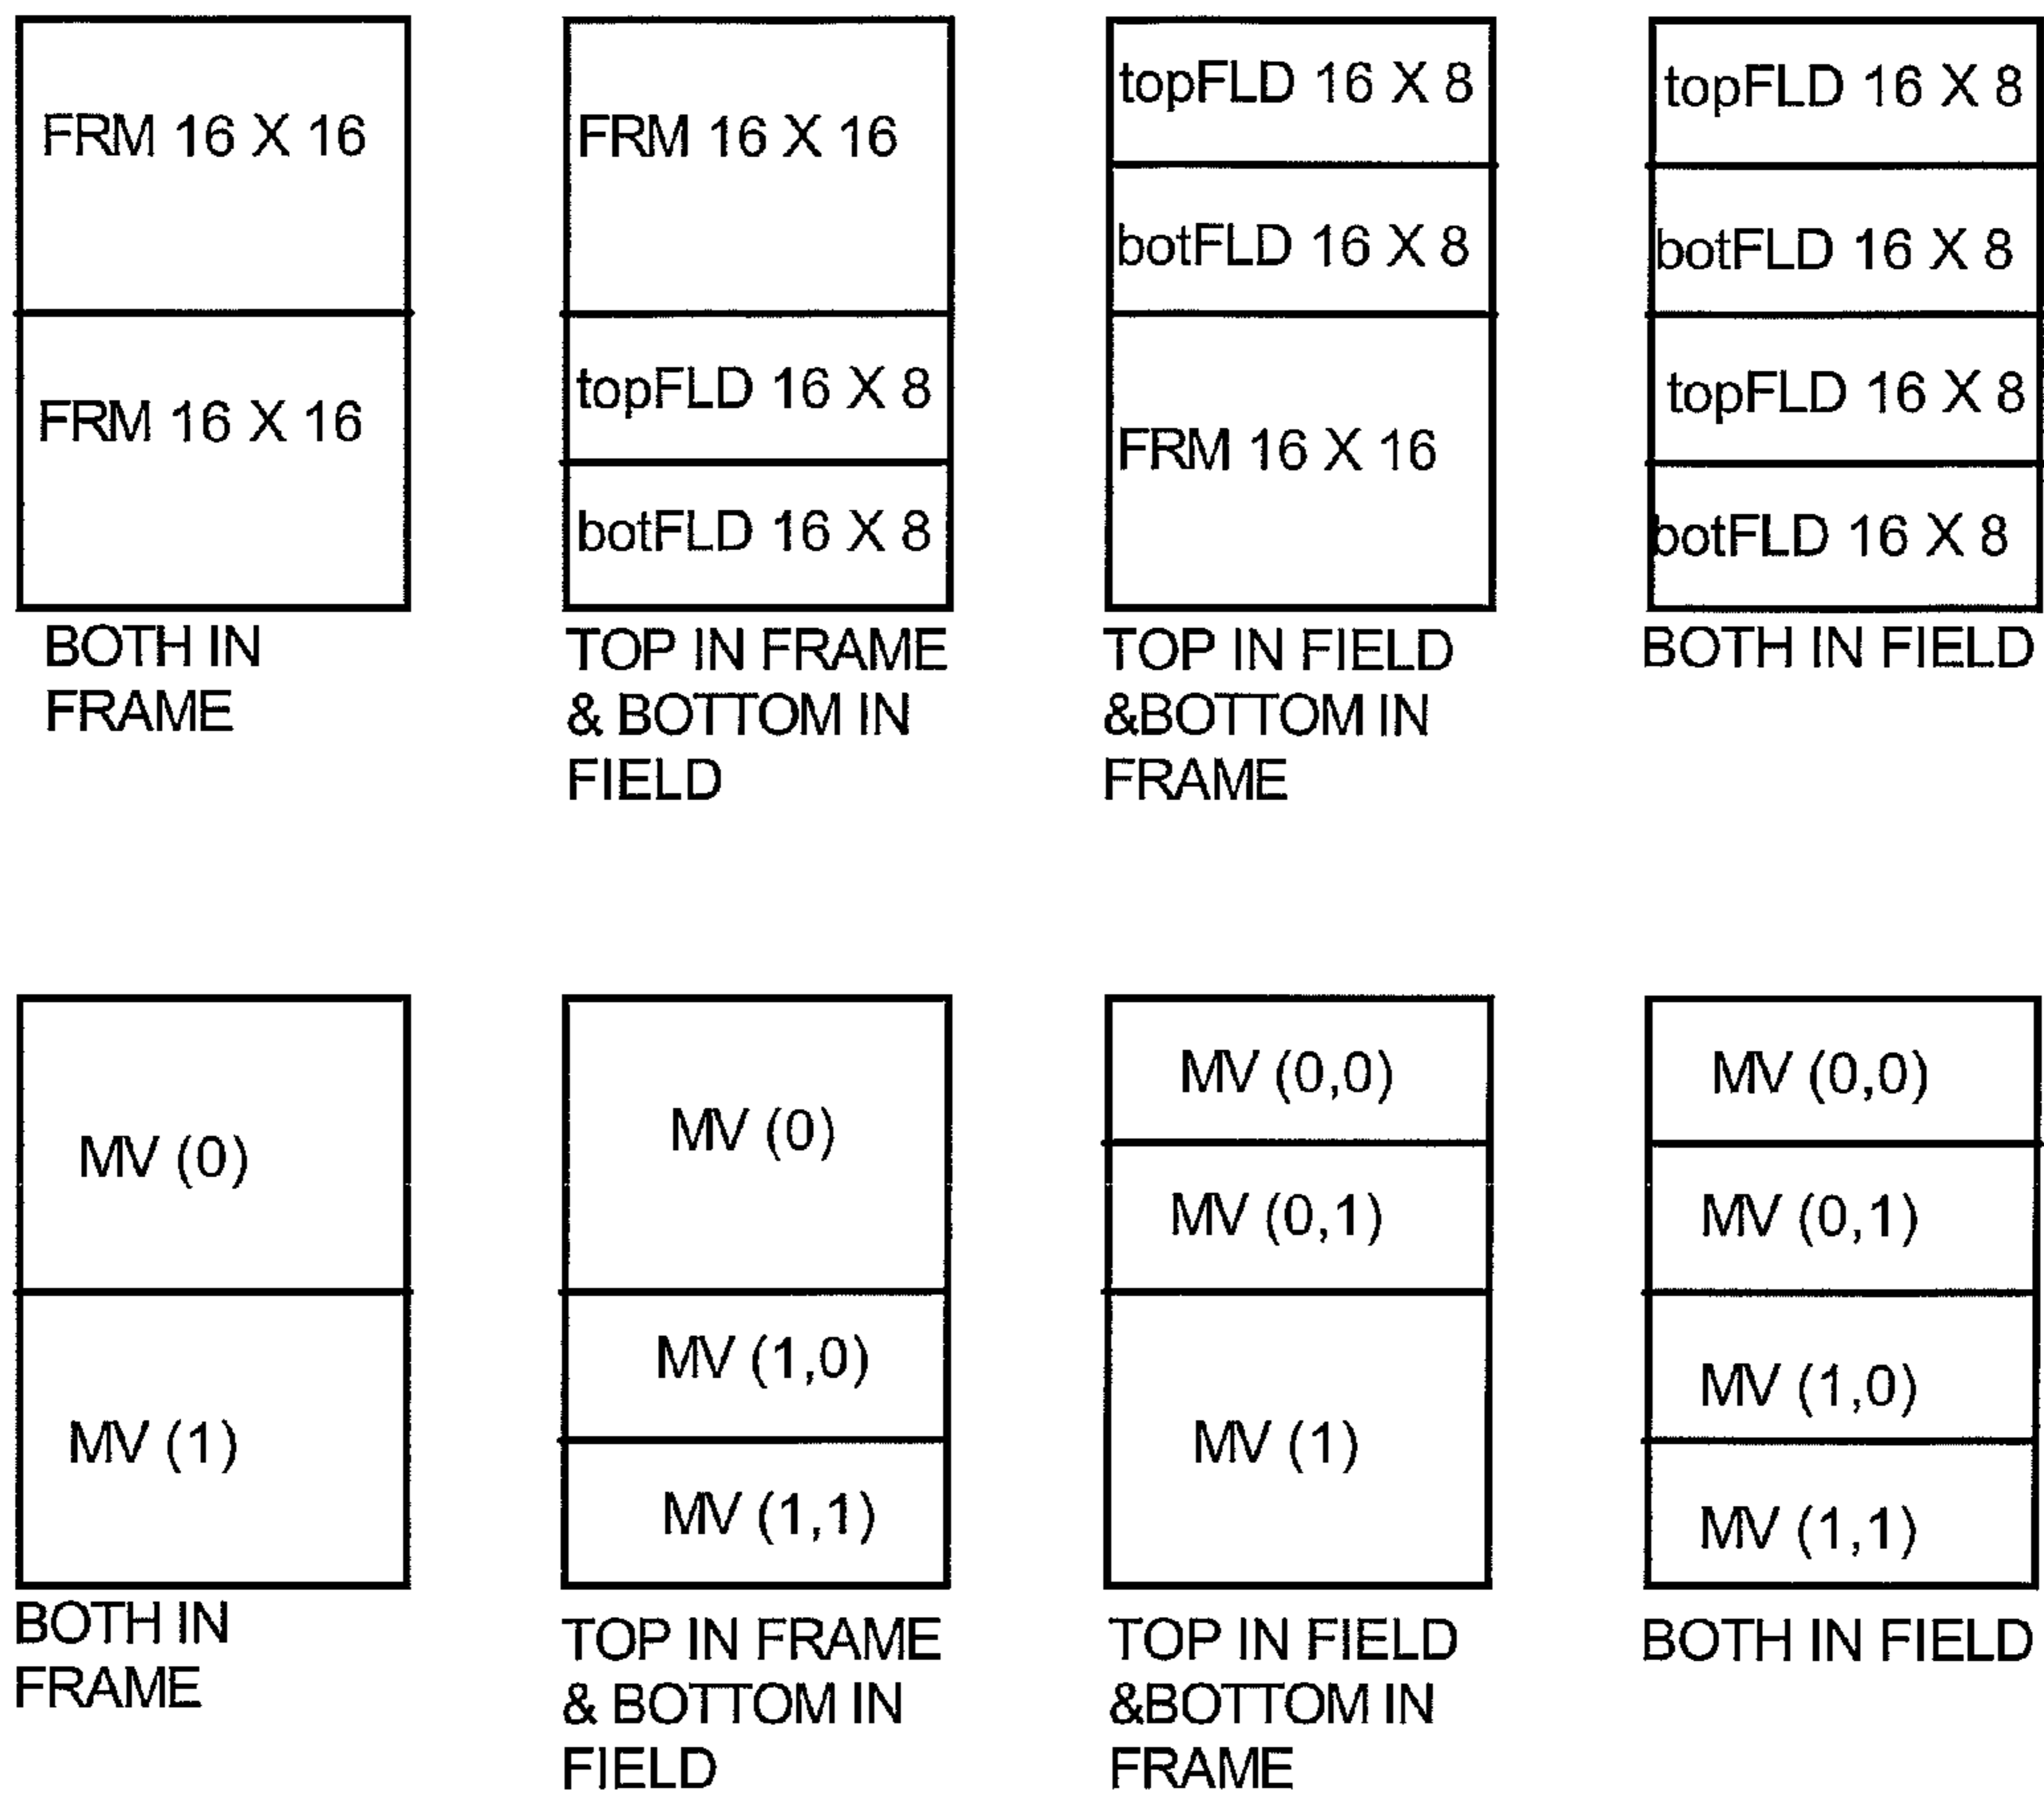 FRM 16 X 16
FRM 16 X 16
BOTH IN
FRAME
FRM 16 X 16
topFLD 16 X 8
botFLD 16 X 8
TOP IN FRAME
& BOTTOM IN
FIELD
topFLD 16 X 8
botFLD 16 X 8
FRM 16 X 16
TOP IN FIELD
&BOTTOM IN
FRAME
topFLD 16 X 8
botFLD 16 X 8
topFLD 16 X 8
botFLD 16 X 8
BOTH IN FIELD
MV (0)
MV (1)
BOTH IN
FRAME
MV (0)
MV (1,0)
MV (1,1)
TOP IN FRAME
& BOTTOM IN
FIELD
MV (0,0)
MV (0,1)
MV (1)
TOP IN FIELD
&BOTTOM IN
FRAME
MV (0,0)
MV (0,1)
MV (1,0)
MV (1,1)
BOTH IN FIELD